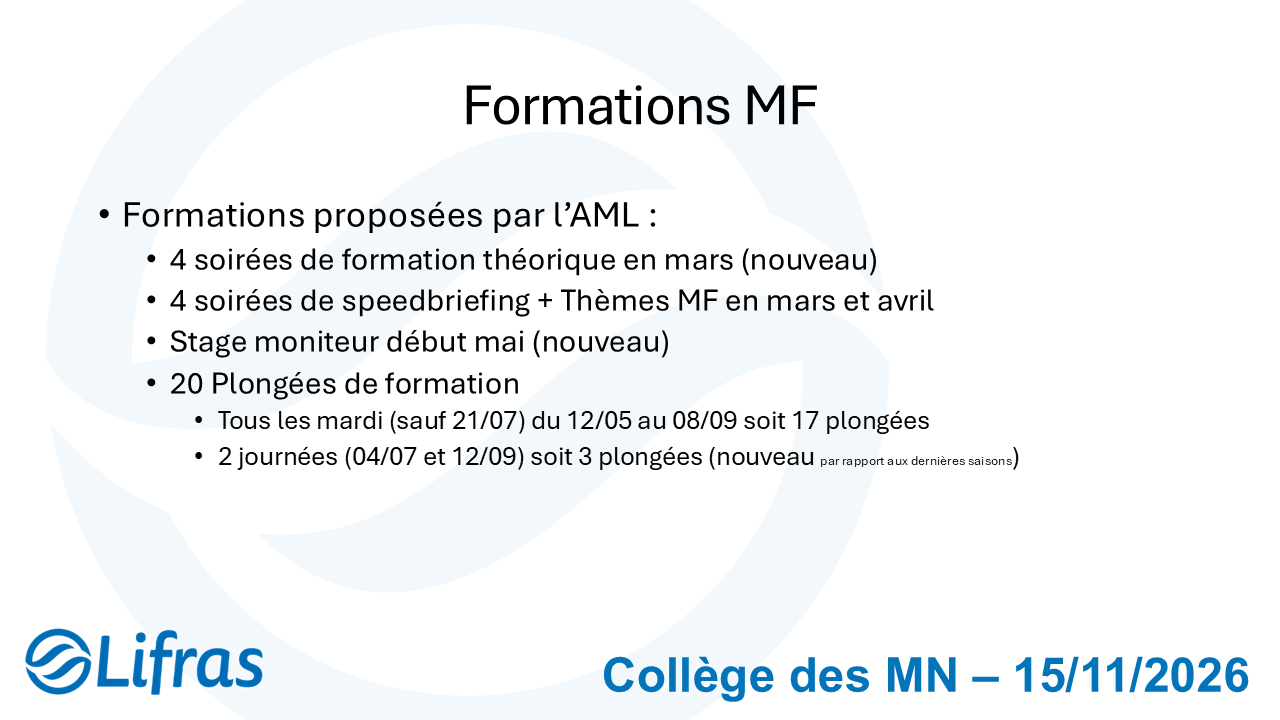 Formations MF
• Formations proposées par l’AML :
• 4 soirées de formation théorique en mars (nouveau)
• 4 soirées de speedbriefing + Thèmes MF en mars et avril
• Stage moniteur début mai (nouveau)
• 20 Plongées de formation
• Tous les mardi (sauf 21/07) du 12/05 au 08/09 soit 17 plongées
• 2 journées (04/07 et 12/09) soit 3 plongées (nouveau par rapport aux dernières saisons)
Lifras
Collège des MN – 15/11/2026